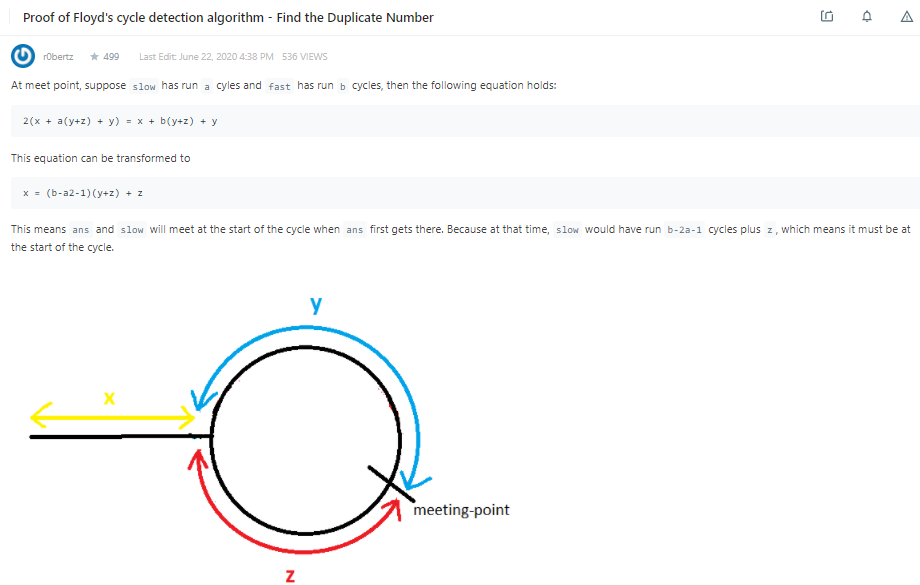 Proof of Floyd's cycle detection algorithm - Find the Duplicate Number
r0bertz ★ 499 Last Edit: June 22, 2020 4:38 PM 536 VIEWS
At meet point, suppose slow has run a cyles and fast has run b cycles, then the following equation holds:
2(x + a(y+z) + y) = x + b(y+z) + y
This equation can be transformed to
x = (b-a2-1)(y+z) + z
This means ans and slow will meet at the start of the cycle when ans first gets there. Because at that time, slow would have run b-2a-1 cycles plus z, which means it must be at
the start of the cycle.
y
x
meeting-point
z